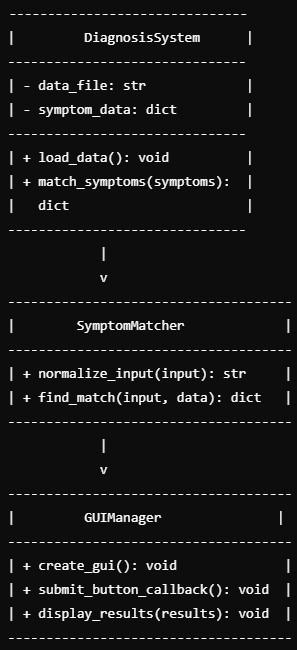 -------------------------------
|         DiagnosisSystem      |
-------------------------------
| - data_file: str             |
| - symptom_data: dict         |
-------------------------------
| + load_data(): void          |
| + match_symptoms(symptoms):  |
|   dict                       |
-------------------------------
            |
            v
-------------------------------------
|        SymptomMatcher             |
-------------------------------------
| + normalize_input(input): str     |
| + find_match(input, data): dict   |
-------------------------------------
            |
            v
-------------------------------------
|         GUIManager               |
-------------------------------------
| + create_gui(): void              |
| + submit_button_callback(): void  |
| + display_results(results): void  |
-------------------------------------